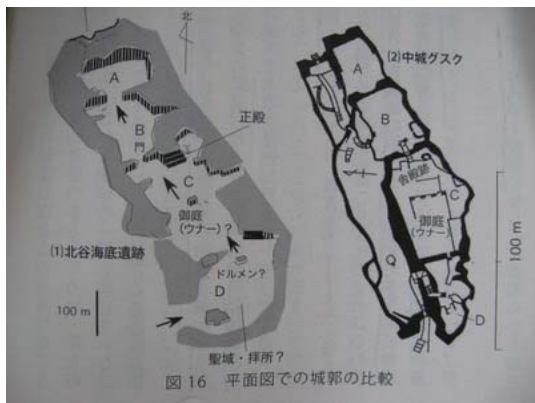 北
A
B
門
正殿
C
御庭
(ウナー)?
(1)北谷海底遺跡
ドルメン?
D
100 m
聖域・拝所?
(2)中城グスク
A
B
舎殿跡
C
御庭
(ウナー)
D
100 m
図 16 平面図での城郭の比較